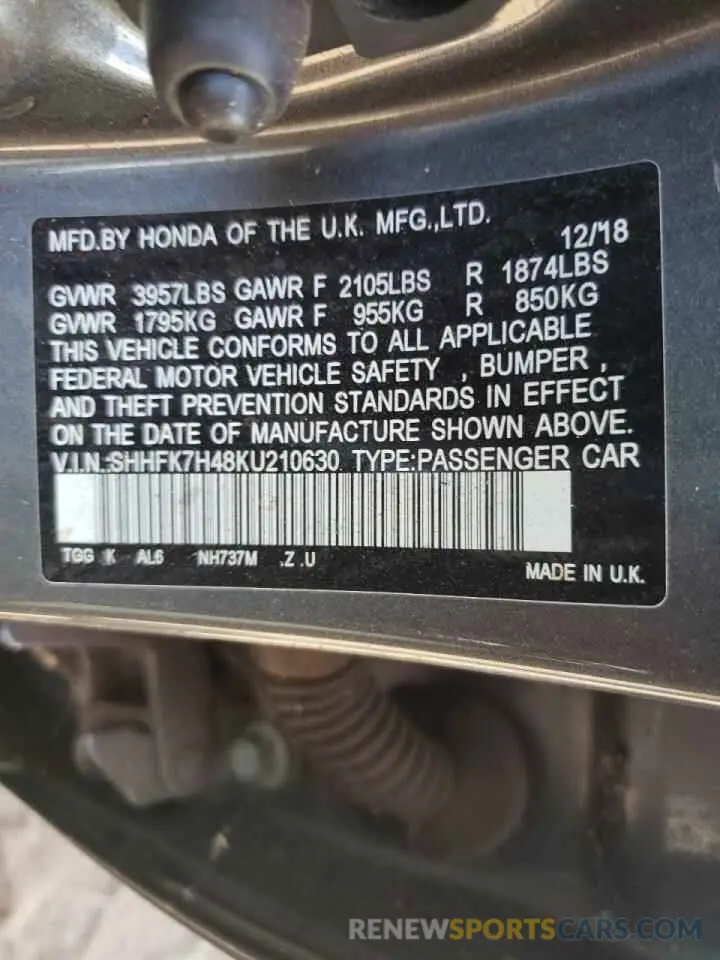 MFD.BY HONDA OF THE U.K. MFG.,LTD. 12/18
GVWR 3957LBS GAWR F 2105LBS R 1874LBS
GVWR 1795KG GAWR F 955KG R 850KG
THIS VEHICLE CONFORMS TO ALL APPLICABLE
FEDERAL MOTOR VEHICLE SAFETY , BUMPER ,
AND THEFT PREVENTION STANDARDS IN EFFECT
ON THE DATE OF MANUFACTURE SHOWN ABOVE.
V.I.N.:SHHFK7H48KU210630 TYPE:PASSENGER CAR
TGG K AL6 NH737M .Z .U
MADE IN U.K.
RENEWSPORTSCARS.COM